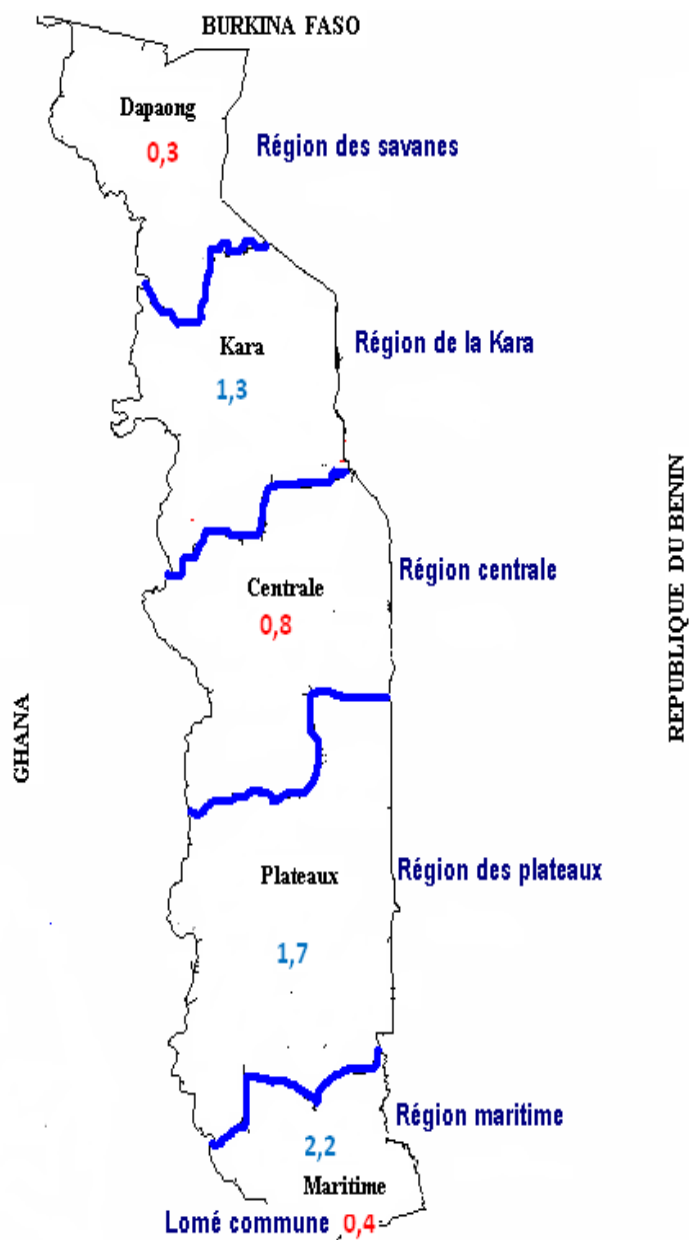 BURKINA FASO
Dapaong
0,3
Région des savanes
Kara
1,3
Région de la Kara
Centrale
0,8
Région centrale
REPUBLIQUE DU BENIN
GHANA
Plateaux
1,7
Région des plateaux
Région maritime
2,2
Maritime
Lomé commune 0,4